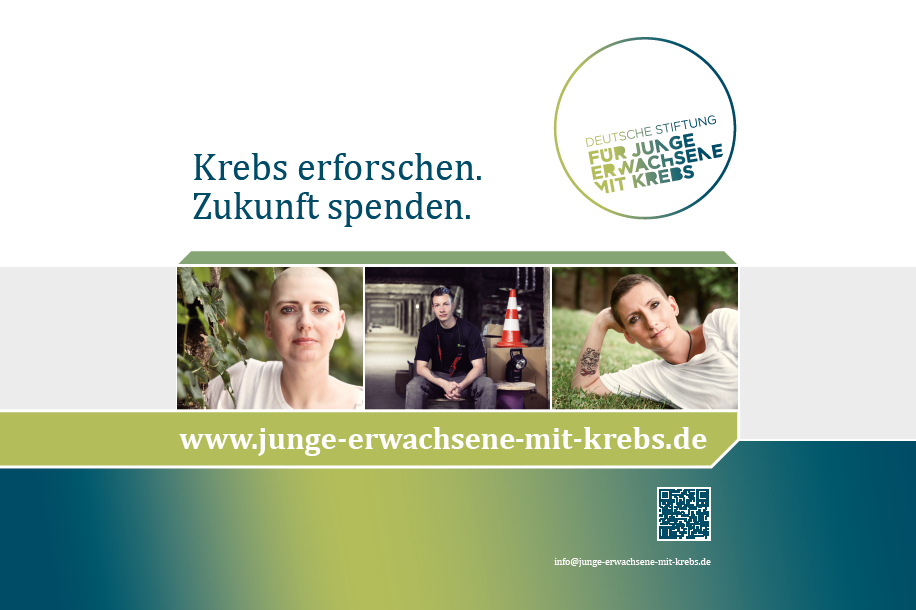 Krebs erforschen.
Zukunft spenden.
DEUTSCHE STIFTUNG
FÜR JUNGE
ERWACHSENE
MIT KREBS
www.junge-erwachsene-mit-krebs.de
info@junge-erwachsene-mit-krebs.de